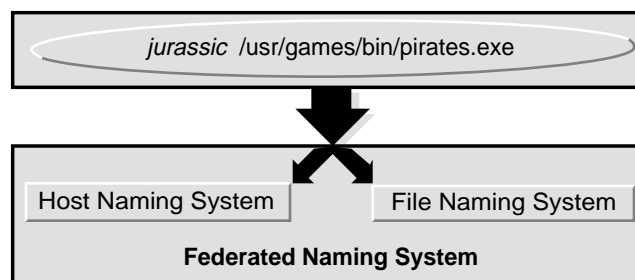 jurassic /usr/games/bin/pirates.exe
Host Naming System
File Naming System
Federated Naming System